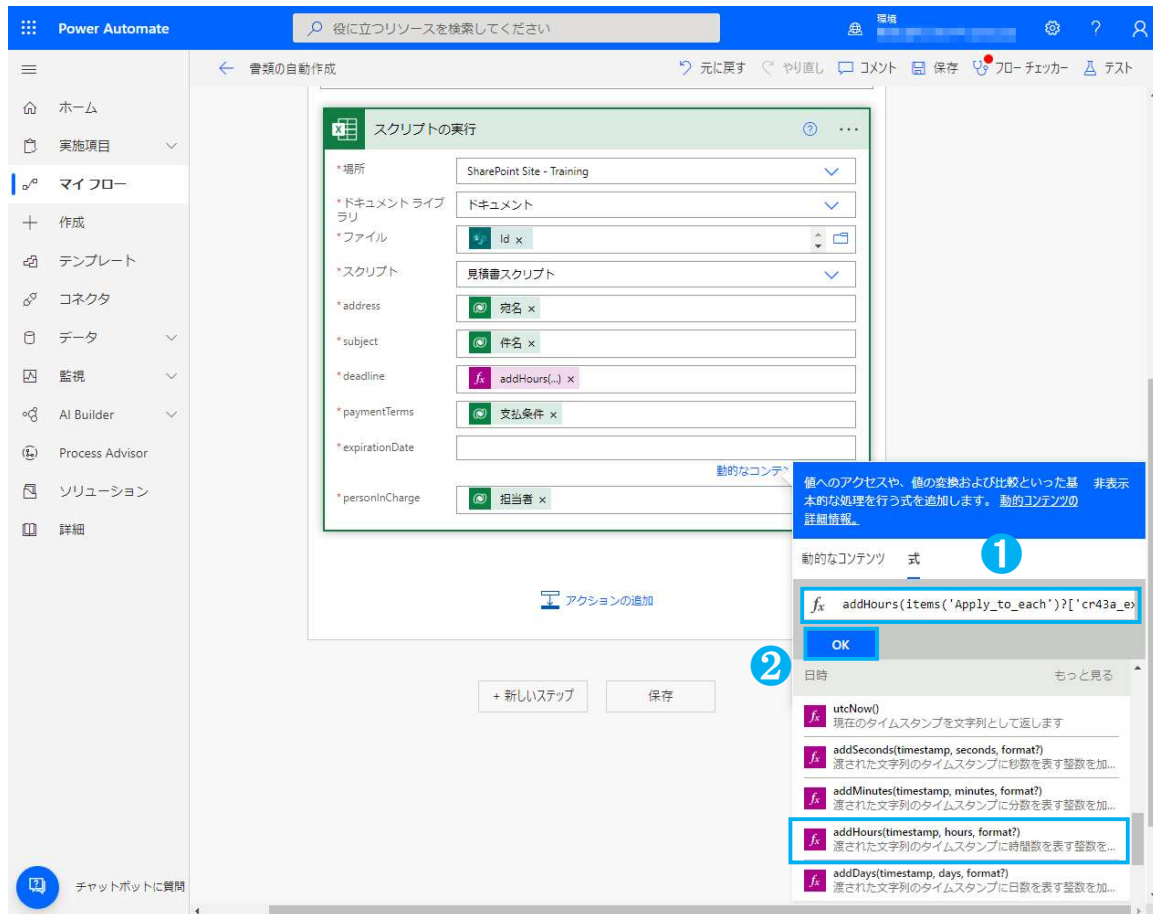 Power Automate
役に立つリソースを検索してください
環境
書類の自動作成
元に戻す
やり直し
コメント
保存
フロー チェッカー
テスト
ホーム
実施項目
マイ フロー
作成
テンプレート
コネクタ
データ
監視
AI Builder
Process Advisor
ソリューション
詳細
チャットボットに質問
スクリプトの実行
*場所
SharePoint Site - Training
*ドキュメント ライブ
ラリ
ドキュメント
*ファイル
Id ×
*スクリプト
見積書スクリプト
*address
宛名 ×
*subject
件名 ×
*deadline
fx addHours(...) ×
*paymentTerms
支払条件 ×
*expirationDate
動的なコンテン
*personInCharge
担当者 ×
アクションの追加
+ 新しいステップ
保存
値へのアクセスや、値の変換および比較といった基
本的な処理を行う式を追加します。 動的コンテンツの
詳細情報。
非表示
動的なコンテンツ
式
1
fx addHours(items('Apply_to_each')?['cr43a_ex
OK
2
日時
もっと見る
fx utcNow()
現在のタイムスタンプを文字列として返します
fx addSeconds(timestamp, seconds, format?)
渡された文字列のタイムスタンプに秒数を表す整数を加...
fx addMinutes(timestamp, minutes, format?)
渡された文字列のタイムスタンプに分数を表す整数を加...
fx addHours(timestamp, hours, format?)
渡された文字列のタイムスタンプに時間数を表す整数を...
fx addDays(timestamp, days, format?)
渡された文字列のタイムスタンプに日数を表す整数を加...